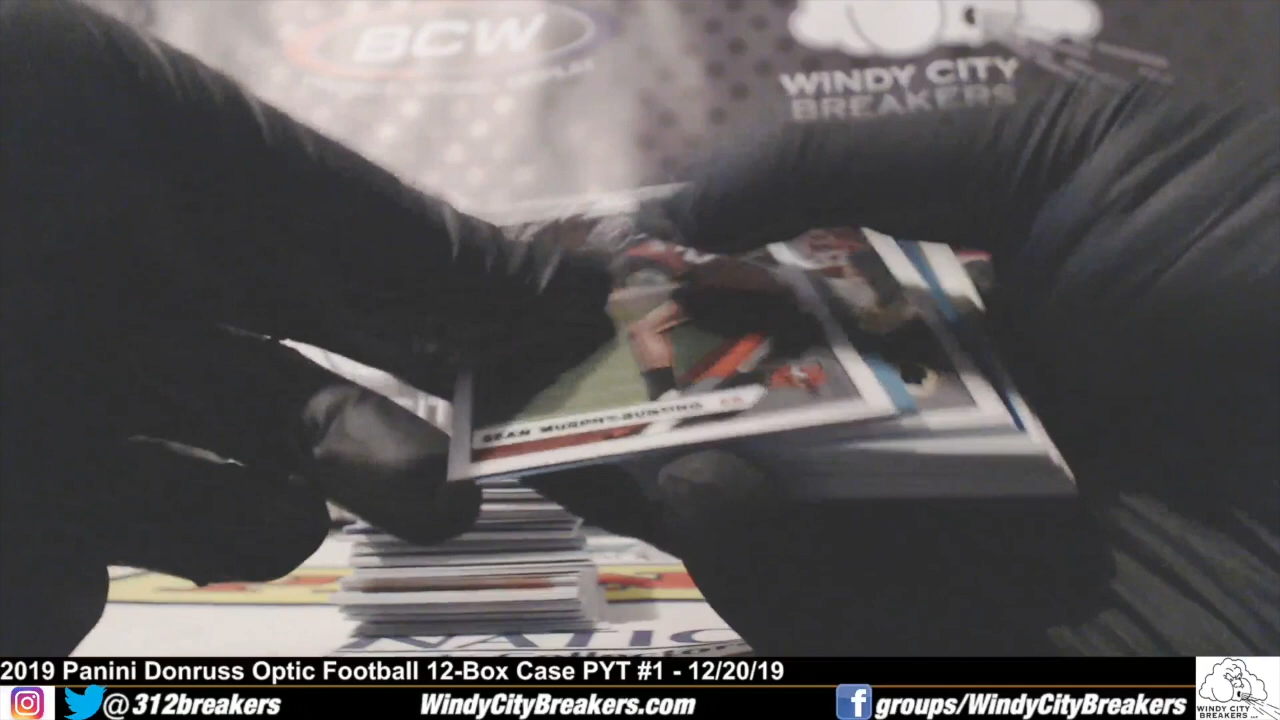 BCW
WINDY CITY
BREAKERS
SEAN MURPHY-BUNTING
NATIO
2019 Panini Donruss Optic Football 12-Box Case PYT #1 - 12/20/19
@312breakers
WindyCityBreakers.com
groups/WindyCityBreakers
WINDY CITY
BREAKERS